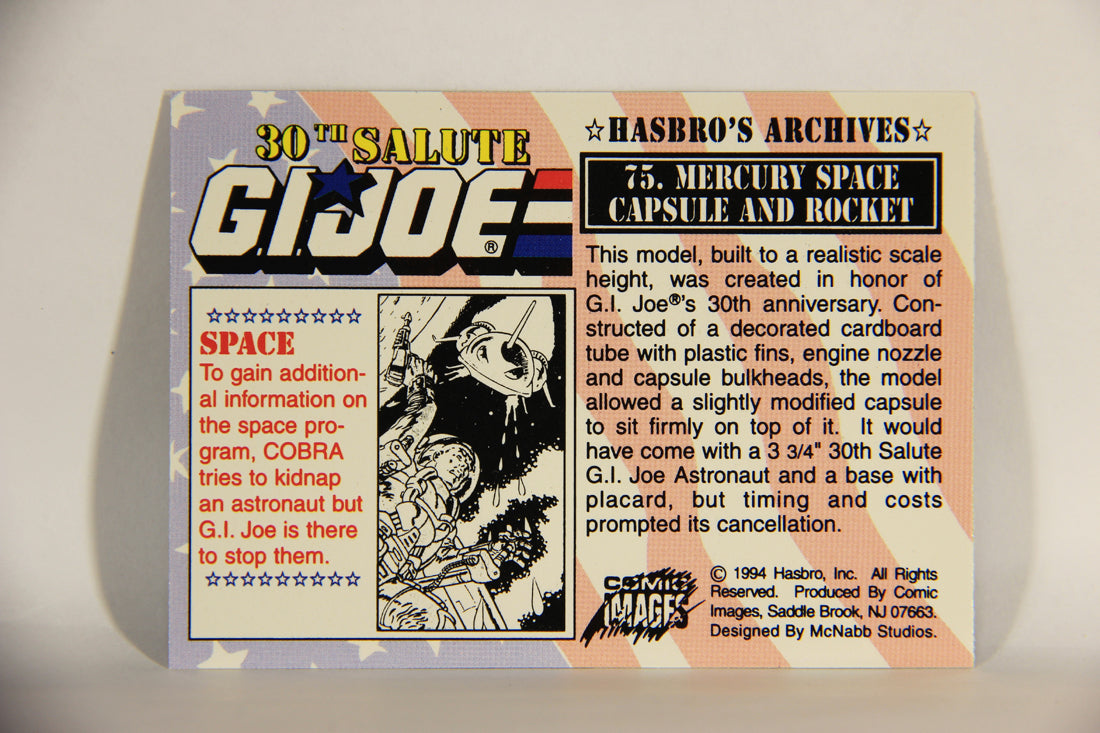 30TH SALUTE
G.I.JOE®
☆☆☆☆☆☆☆☆☆
SPACE
To gain addition-
al information on
the space pro-
gram, COBRA
tries to kidnap
an astronaut but
G.I. Joe is there
to stop them.
☆☆☆☆☆☆☆☆☆
☆HASBRO'S ARCHIVES☆
75. MERCURY SPACE
CAPSULE AND ROCKET
This model, built to a realistic scale
height, was created in honor of
G.I. Joe®'s 30th anniversary. Con-
structed of a decorated cardboard
tube with plastic fins, engine nozzle
and capsule bulkheads, the model
allowed a slightly modified capsule
to sit firmly on top of it. It would
have come with a 3 3/4" 30th Salute
G.I. Joe Astronaut and a base with
placard, but timing and costs
prompted its cancellation.
COMIC
IMAGES
© 1994 Hasbro, Inc. All Rights
Reserved. Produced By Comic
Images, Saddle Brook, NJ 07663.
Designed By McNabb Studios.